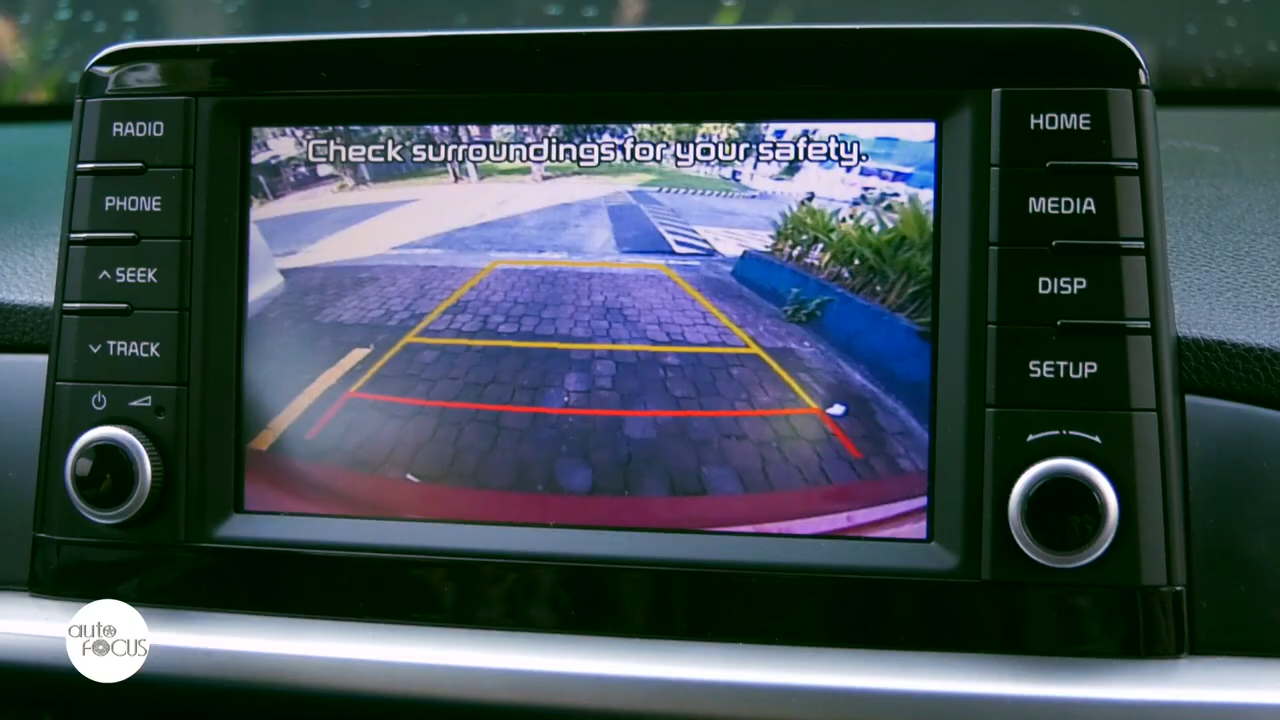 Check surroundings for your safety.
RADIO
PHONE
SEEK
TRACK
HOME
MEDIA
DISP
SETUP
auto
FOCUS